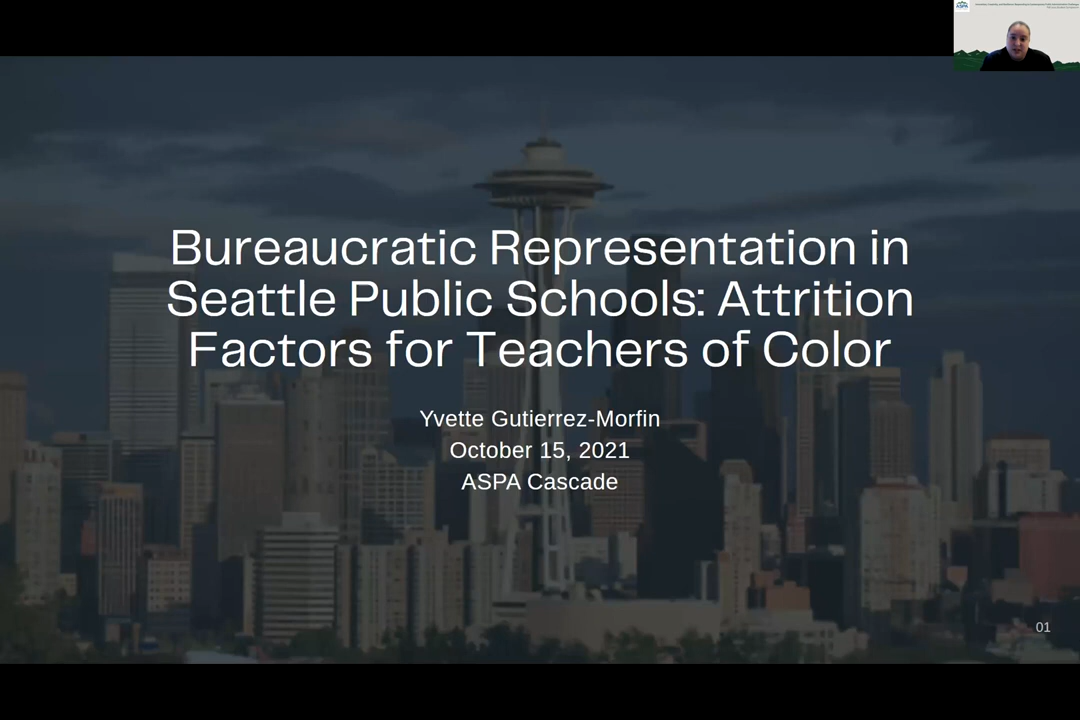 ASPA
Bureaucratic Representation in
Seattle Public Schools: Attrition
Factors for Teachers of Color
Yvette Gutierrez-Morfin
October 15, 2021
ASPA Cascade
01